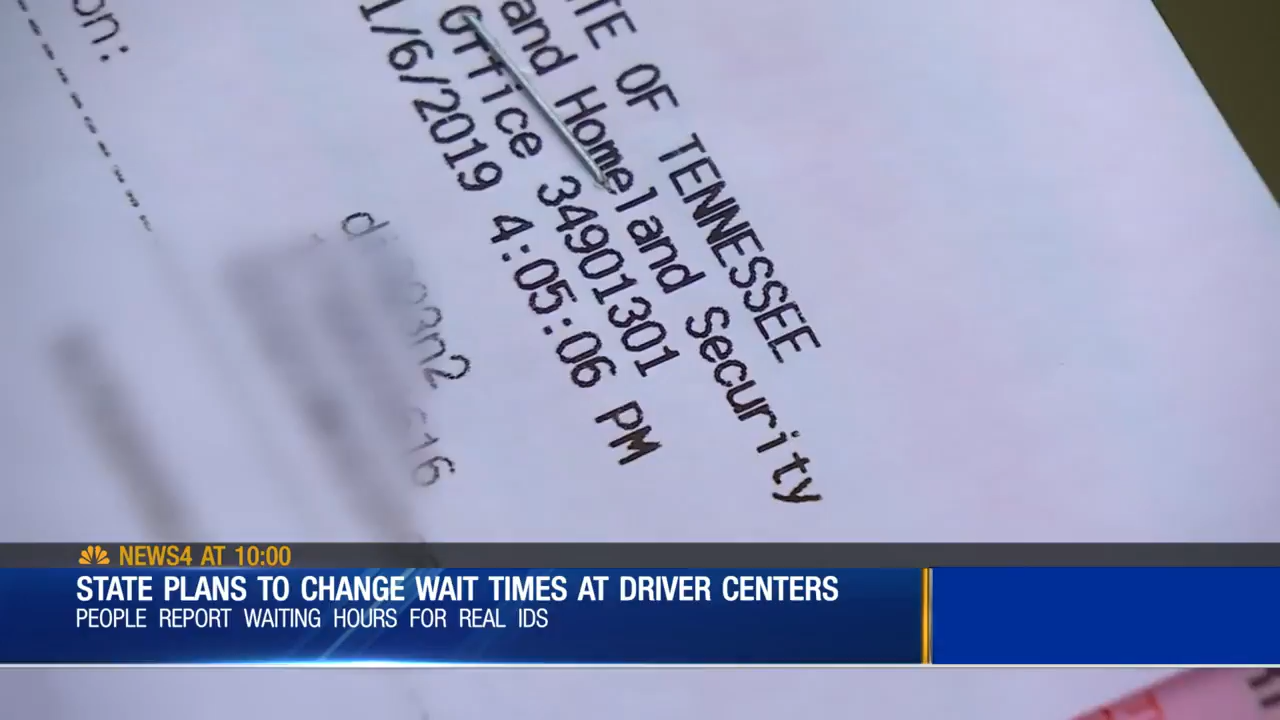 OF TENNESSEE
and Homeland Security
Office 34901301
1/6/2019 4:05:06 PM
on:
NEWS4 AT 10:00
STATE PLANS TO CHANGE WAIT TIMES AT DRIVER CENTERS
PEOPLE REPORT WAITING HOURS FOR REAL IDS